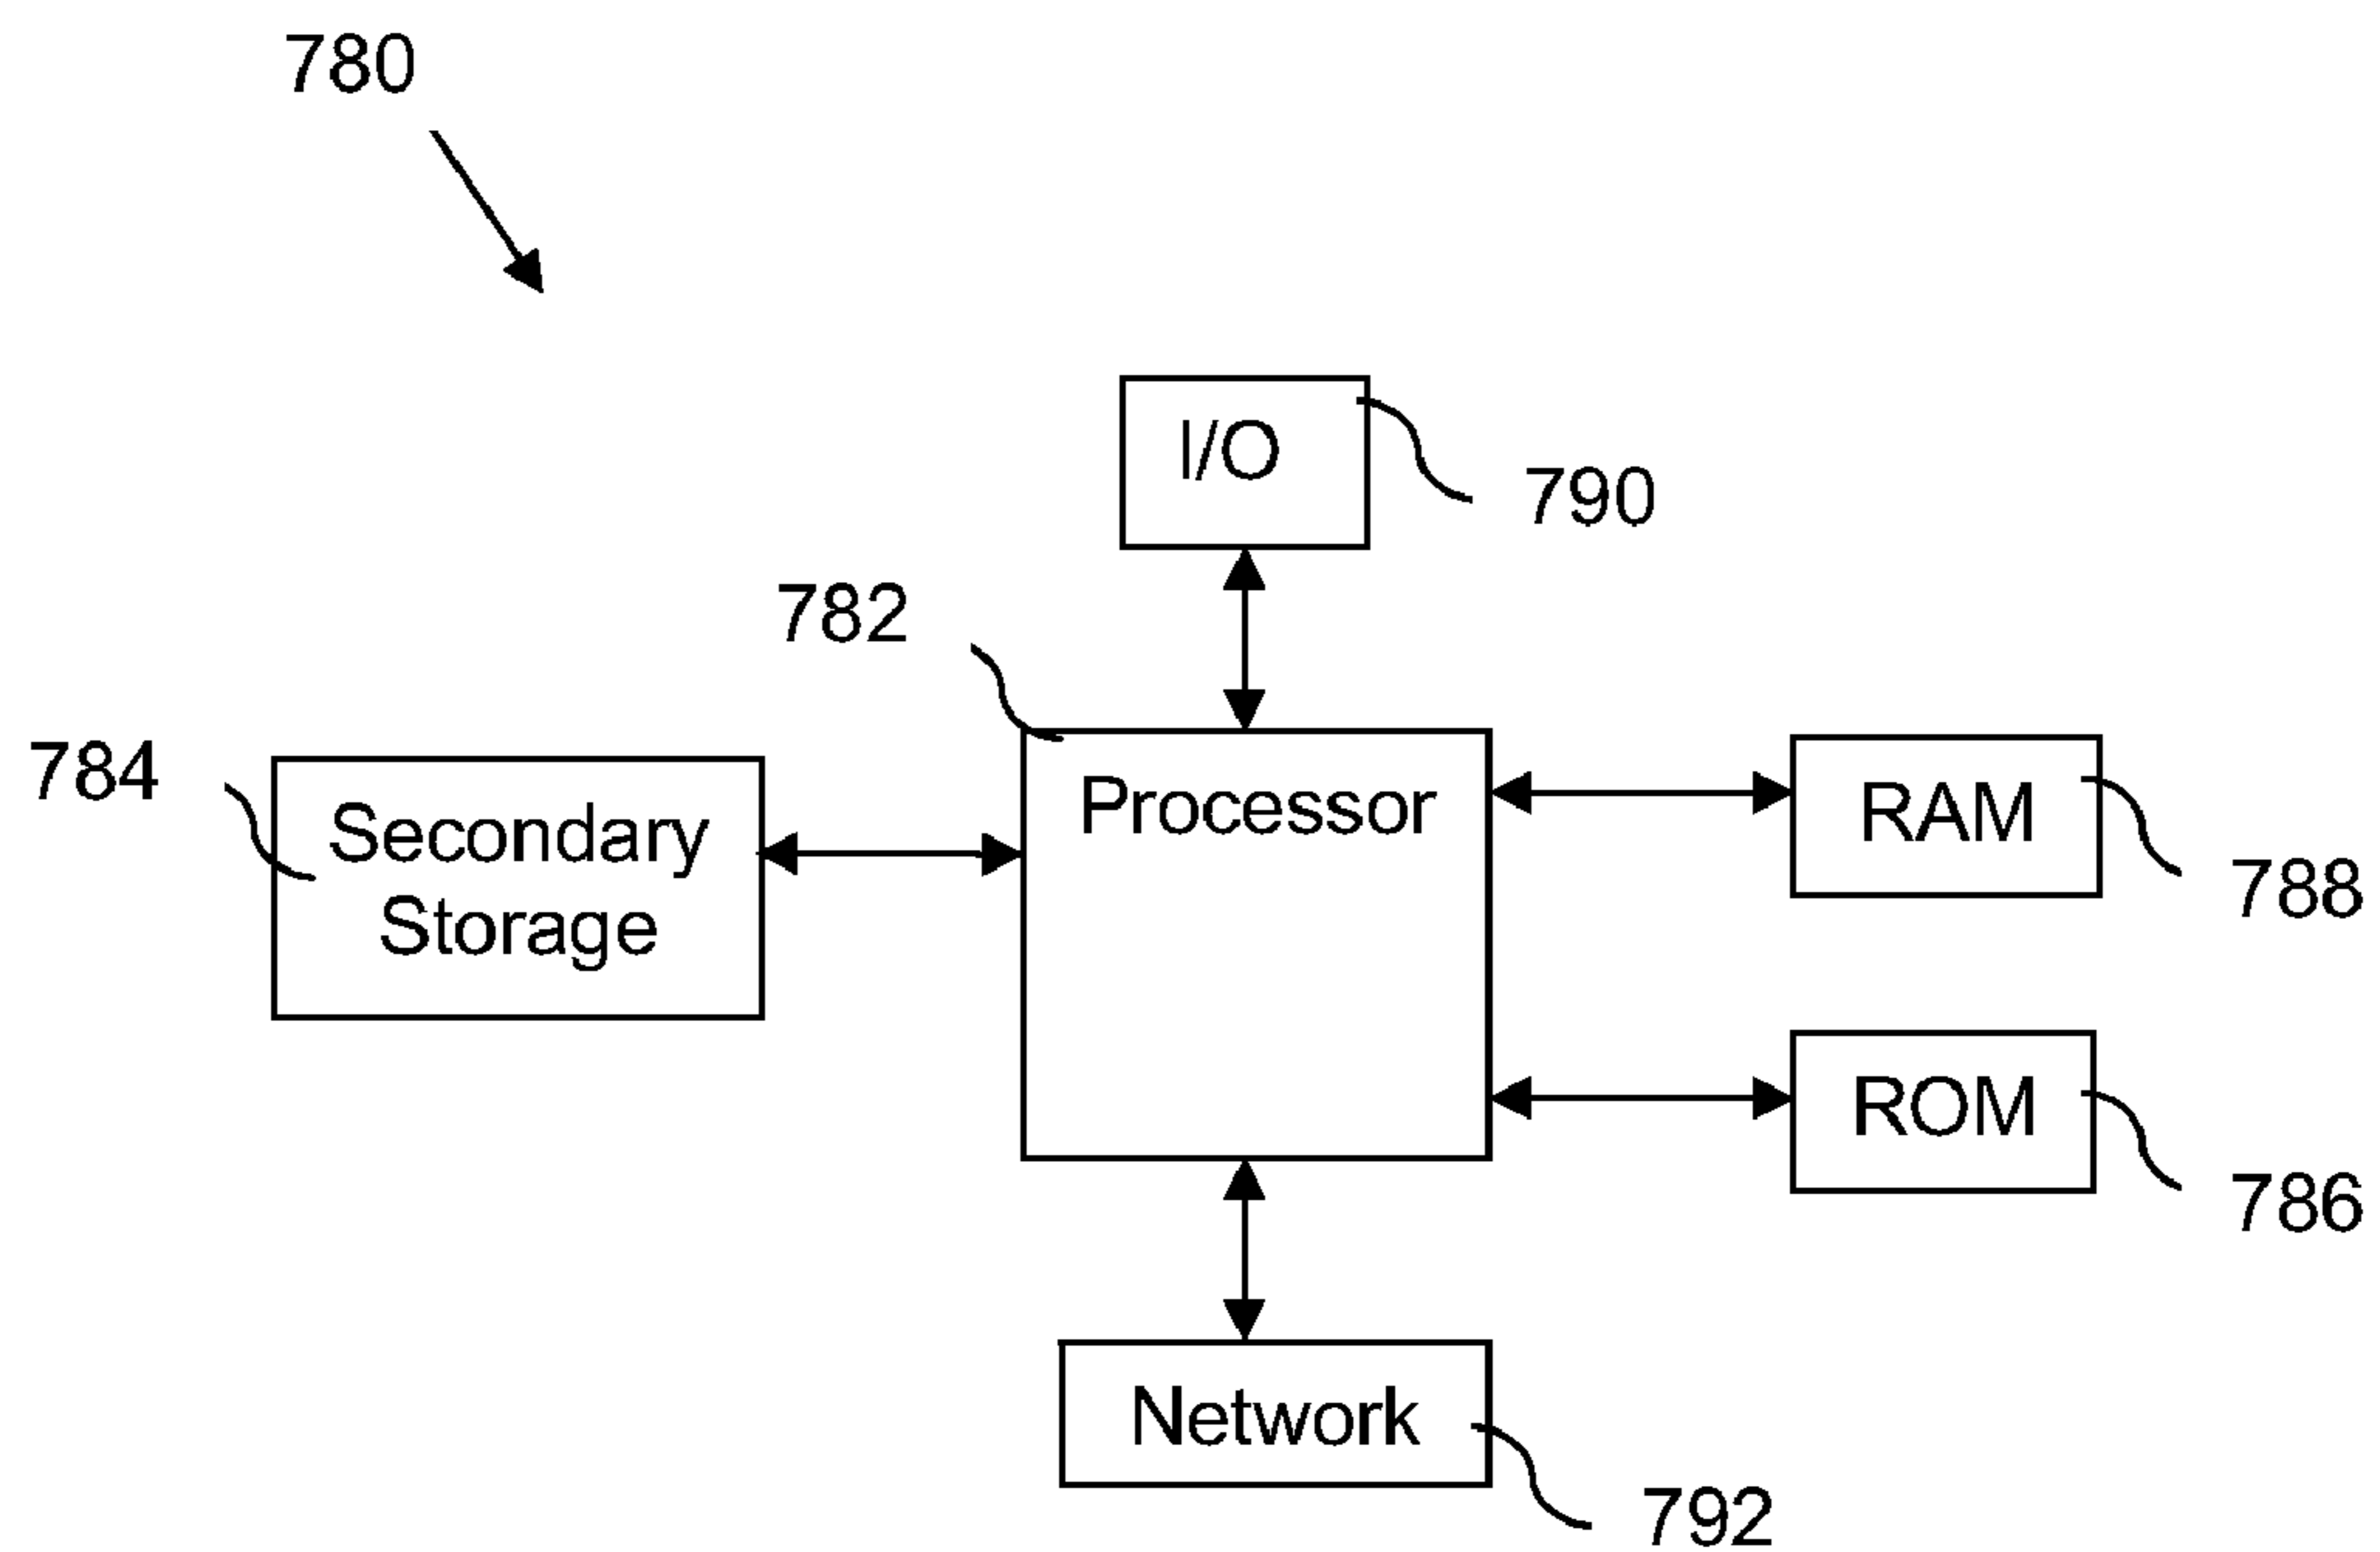 780
I/O
790
782
784
Secondary
Storage
Processor
RAM
788
ROM
786
Network
792